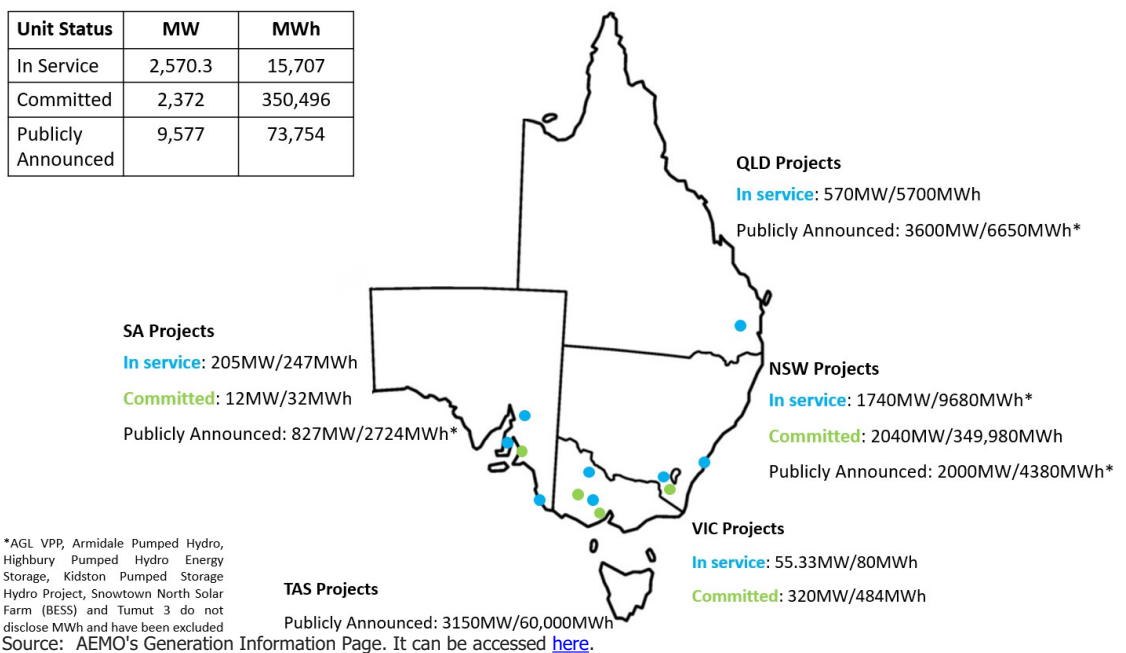 Unit Status MW MWh
In Service 2,570.3 15,707
Committed 2,372 350,496
Publicly
Announced 9,577 73,754
QLD Projects
In service: 570MW/5700MWh
Publicly Announced: 3600MW/6650MWh*
SA Projects
In service: 205MW/247MWh
Committed: 12MW/32MWh
Publicly Announced: 827MW/2724MWh*
NSW Projects
In service: 1740MW/9680MWh*
Committed: 2040MW/349,980MWh
Publicly Announced: 2000MW/4380MWh*
VIC Projects
In service: 55.33MW/80MWh
Committed: 320MW/484MWh
TAS Projects
Publicly Announced: 3150MW/60,000MWh
*AGL VPP, Armidale Pumped Hydro,
Highbury Pumped Hydro Energy
Storage, Kidston Pumped Storage
Hydro Project, Snowtown North Solar
Farm (BESS) and Tumut 3 do not
disclose MWh and have been excluded
Source: AEMO's Generation Information Page. It can be accessed here.